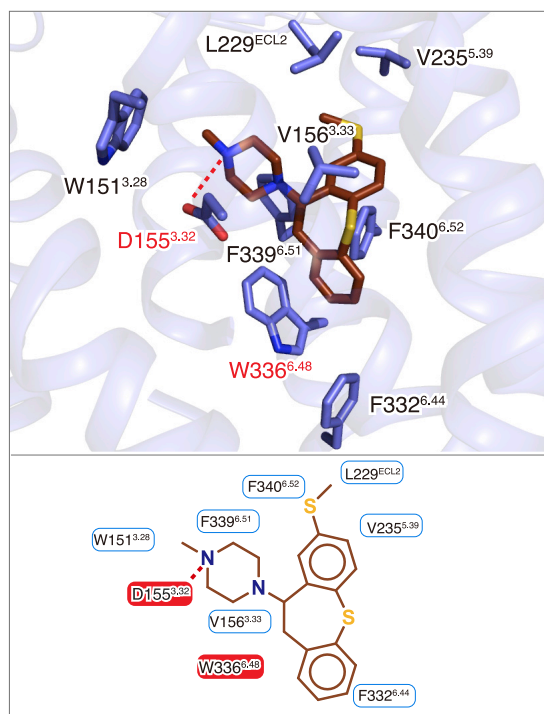 L229ECL2
V2355.39
V1563.33
W1513.28
D1553.32
F3406.52
F3396.51
W3366.48
F3326.44
F3406.52
L229ECL2
F3396.51
V2355.39
W1513.28
S
N
D1553.32
N
V1563.33
S
W3366.48
F3326.44